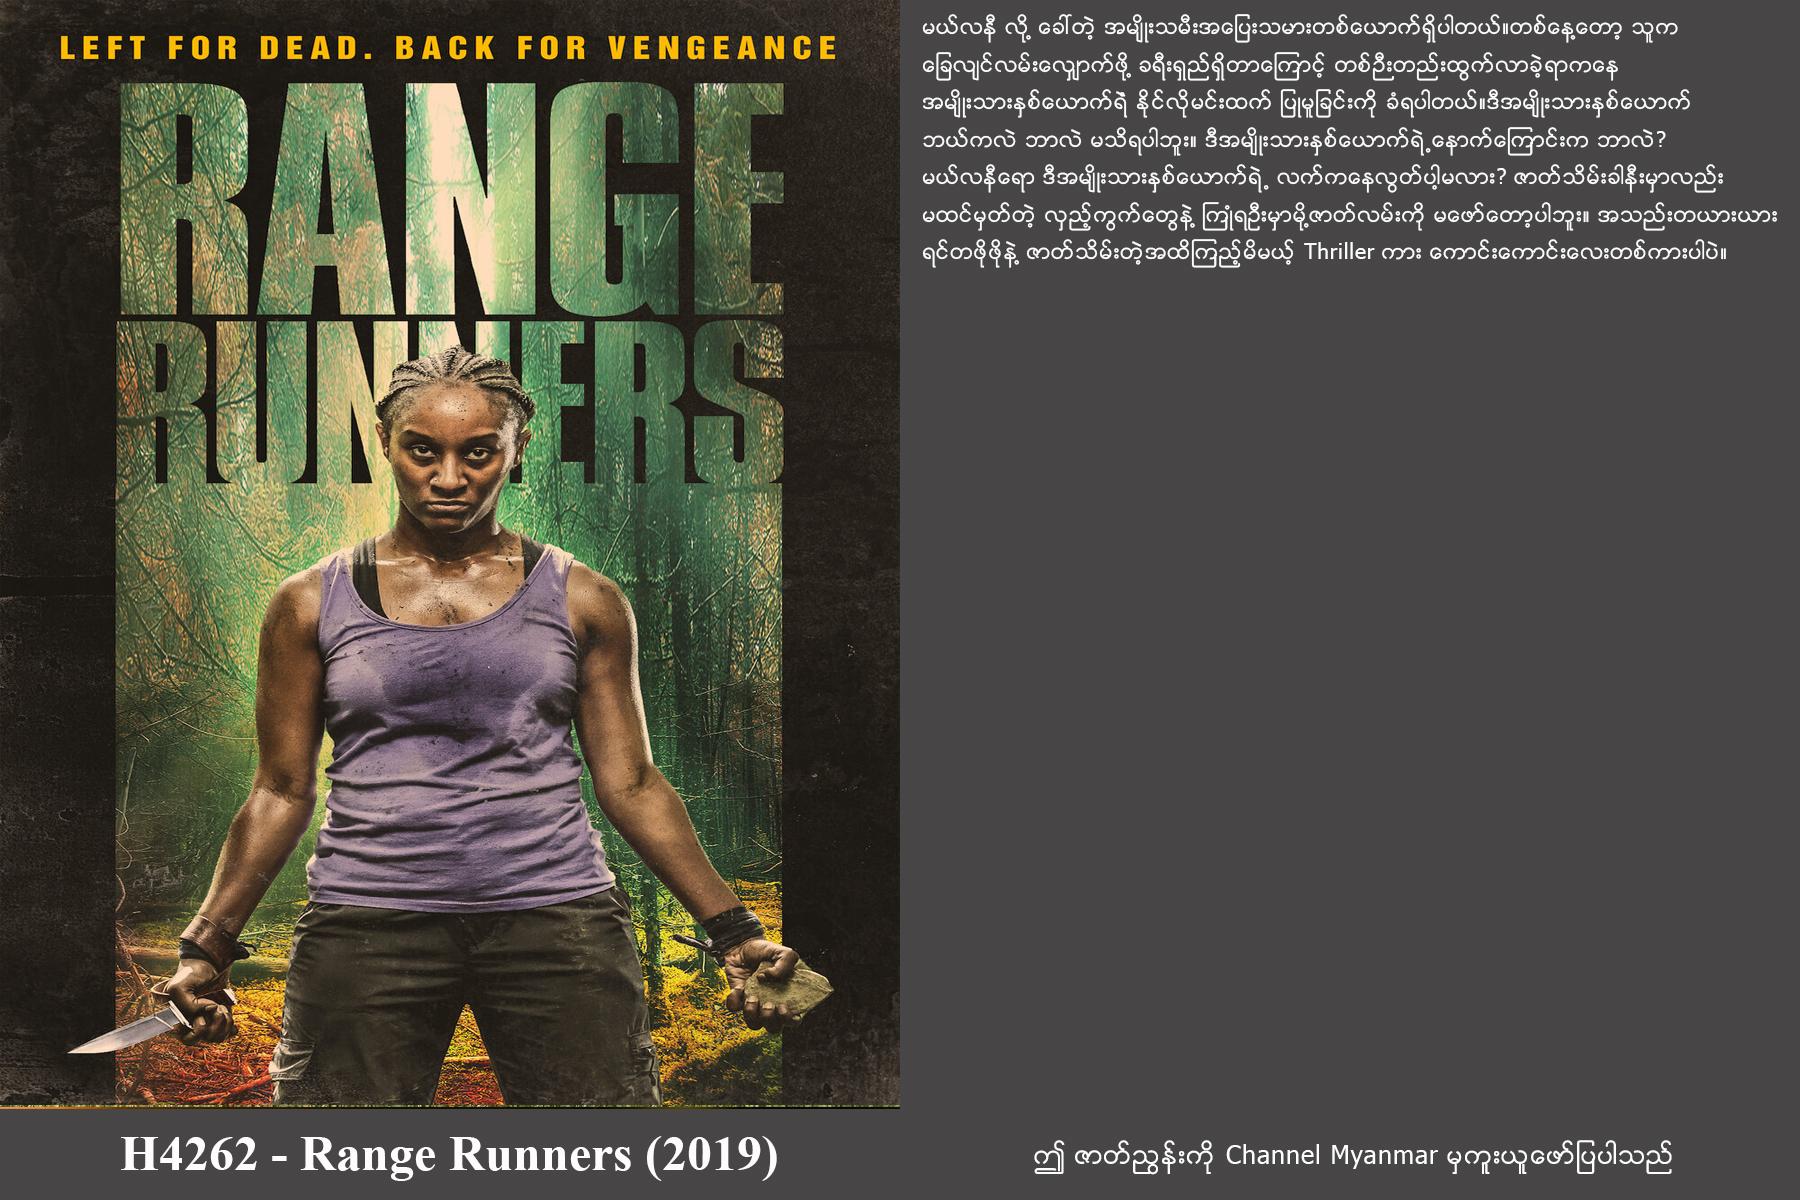 LEFT FOR DEAD. BACK FOR VENGEANCE
RANGE
RUNNERS
H4262 - Range Runners (2019)
မယ်လနီ လို့ ခေါ်တဲ့ အမျိုးသမီးအပြေးသမားတစ်ယောက်ရှိပါတယ်။တစ်နေ့တော့ သူက
ခြေလျင်လမ်းလျှောက်ဖို့ ခရီးရှည်ရှိတာကြောင့် တစ်ဦးတည်းထွက်လာခဲ့ရာကနေ
အမျိုးသားနှစ်ယောက်ရဲ နိုင်လိုမင်းထက် ပြုမူခြင်းကို ခံရပါတယ်။ဒီအမျိုးသားနှစ်ယောက်
ဘယ်ကလဲ ဘာလဲ မသိရပါဘူး။ ဒီအမျိုးသားနှစ်ယောက်ရဲ့နောက်ကြောင်းက ဘာလဲ?
မယ်လနီရော ဒီအမျိုးသားနှစ်ယောက်ရဲ့ လက်ကနေလွတ်ပါ့မလား? ဇာတ်သိမ်းခါနီးမှာလည်း
မထင်မှတ်တဲ့ လှည့်ကွက်တွေနဲ့ ကြုံရဦးမှာမို့ဇာတ်လမ်းကို မဖော်တော့ပါဘူး။ အသည်းတယားယား
ရင်တဖိုဖိုနဲ့ ဇာတ်သိမ်းတဲ့အထိကြည့်မိမယ့် Thriller ကား ကောင်းကောင်းလေးတစ်ကားပါပဲ။
ဤ ဇာတ်ညွှန်းကို Channel Myanmar မှကူးယူဖော်ပြပါသည်